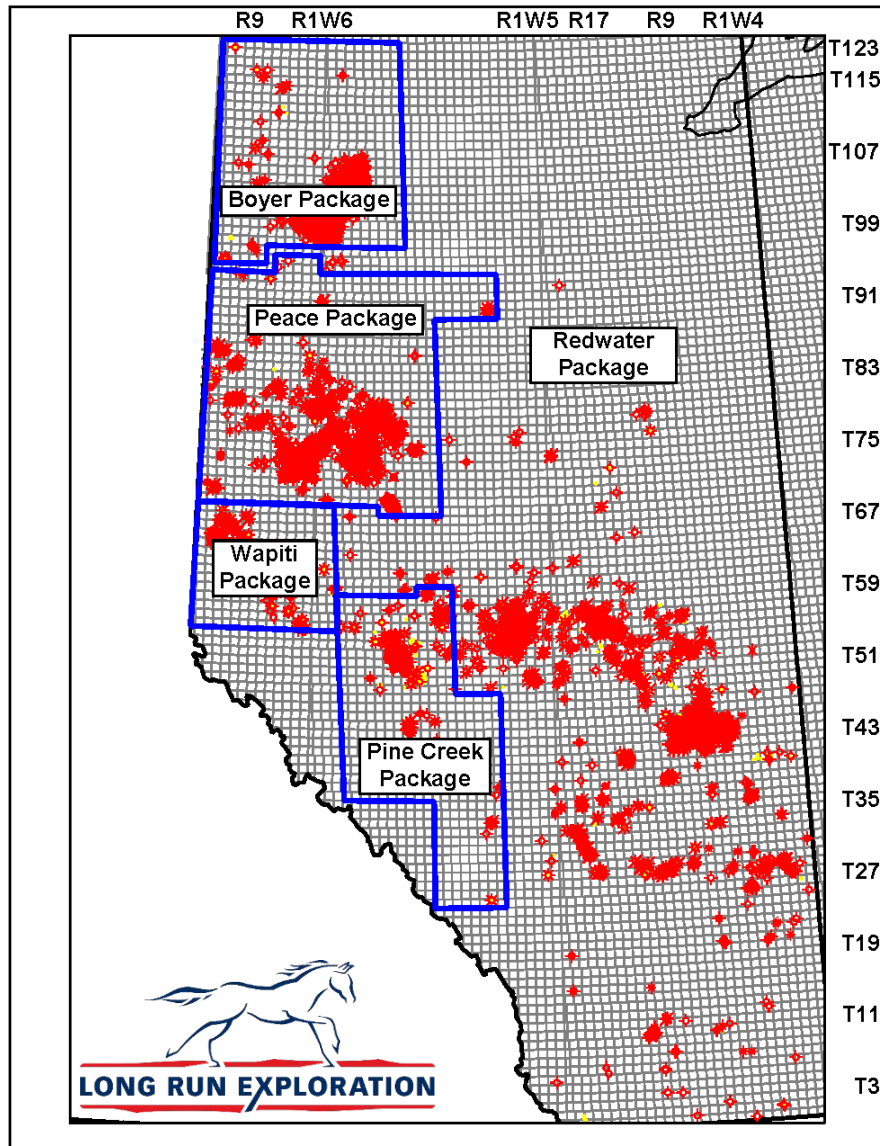 R9 R1W6 R1W5 R17 R9 R1W4
T123
T115
T107
Boyer Package
T99
T91
Peace Package
Redwater
Package
T83
T75
T67
Wapiti
Package
T59
T51
T43
Pine Creek
Package
T35
T27
T19
T11
LONG RUN EXPLORATION
T3